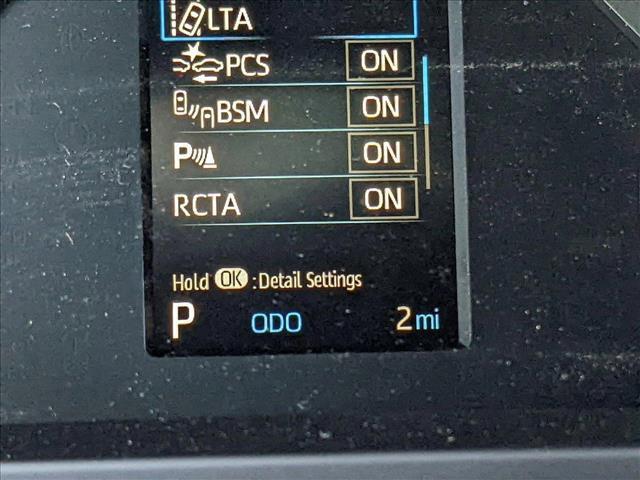 LTA
PCS ON
BSM ON
P ON
RCTA ON
Hold OK : Detail Settings
P ODO 2 mi